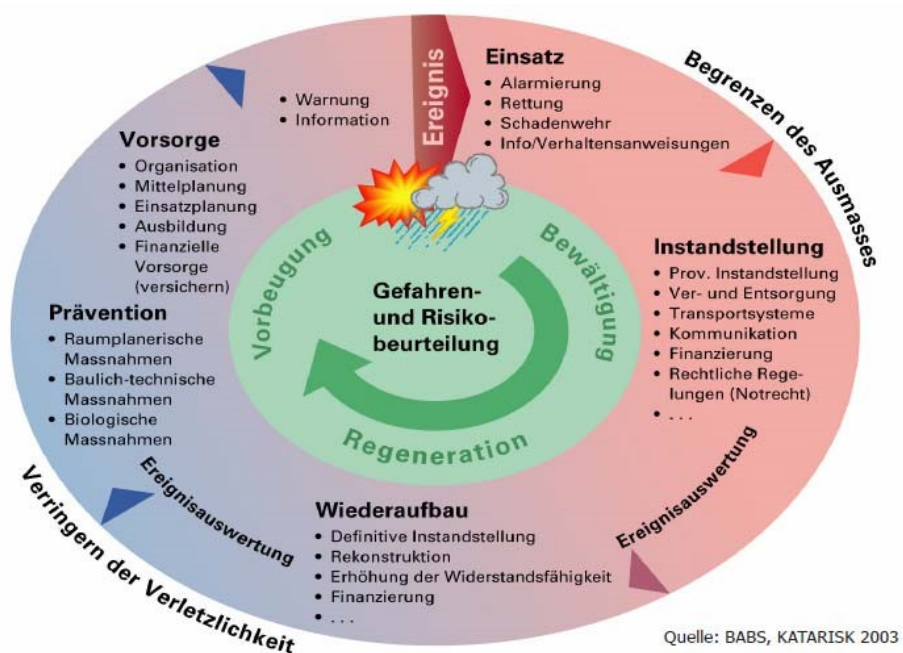 Ereignis
Einsatz
• Alarmierung
• Rettung
• Schadenwehr
• Info/Verhaltensanweisungen
Begrenzen des Ausmasses
• Warnung
• Information
Vorsorge
• Organisation
• Mittelplanung
• Einsatzplanung
• Ausbildung
• Finanzielle
Vorsorge
(versichern)
Prävention
• Raumplanerische
Massnahmen
• Baulich-technische
Massnahmen
• Biologische
Massnahmen
Vorbeugung
Bewältigung
Regeneration
Gefahren-
und Risiko-
beurteilung
Instandstellung
• Prov. Instandstellung
• Ver- und Entsorgung
• Transportsysteme
• Kommunikation
• Finanzierung
• Rechtliche Rege-
lungen (Notrecht)
• . . .
Ereignisauswertung
Ereignisauswertung
Wiederaufbau
• Definitive Instandstellung
• Rekonstruktion
• Erhöhung der Widerstandsfähigkeit
• Finanzierung
• . . .
Verringern der Verletzlichkeit
Quelle: BABS, KATARISK 2003